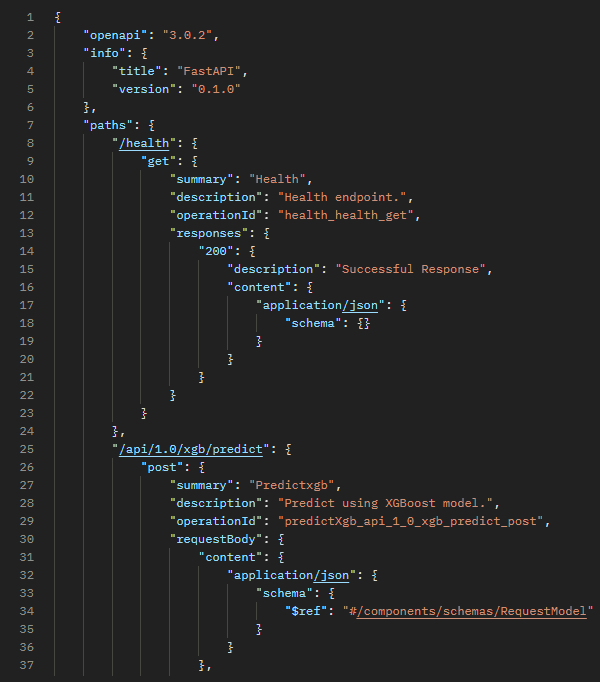 1 {
2     "openapi": "3.0.2",
3     "info": {
4         "title": "FastAPI",
5         "version": "0.1.0"
6     },
7     "paths": {
8         "/health": {
9             "get": {
10                 "summary": "Health",
11                 "description": "Health endpoint.",
12                 "operationId": "health_health_get",
13                 "responses": {
14                     "200": {
15                         "description": "Successful Response",
16                         "content": {
17                             "application/json": {
18                                 "schema": {}
19                             }
20                         }
21                     }
22                 }
23             }
24         },
25         "/api/1.0/xgb/predict": {
26             "post": {
27                 "summary": "Predictxgb",
28                 "description": "Predict using XGBoost model.",
29                 "operationId": "predictXgb_api_1_0_xgb_predict_post",
30                 "requestBody": {
31                     "content": {
32                         "application/json": {
33                             "schema": {
34                                 "$ref": "#/components/schemas/RequestModel"
35                             }
36                         }
37                     },